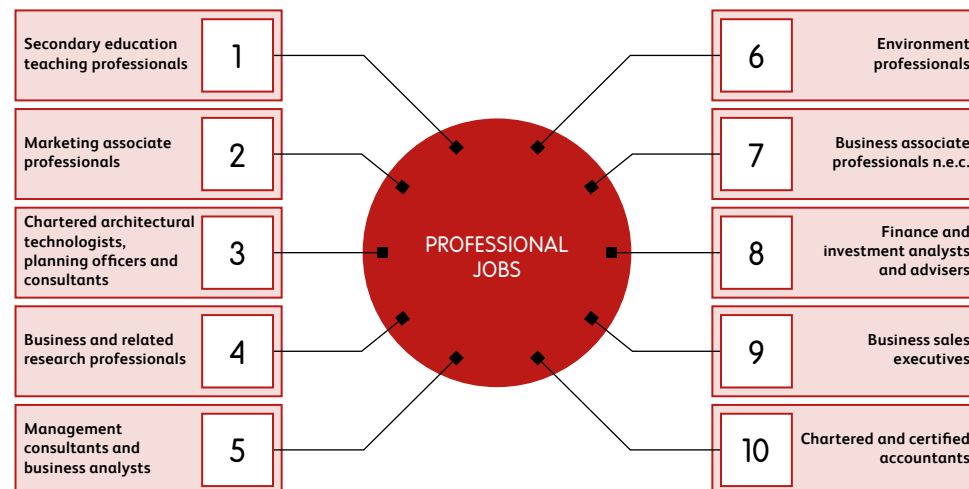 Secondary education
teaching professionals
1
Marketing associate
professionals
2
Chartered architectural
technologists,
planning officers and
consultants
3
Business and related
research professionals
4
Management
consultants and
business analysts
5
PROFESSIONAL
JOBS
6
Environment
professionals
7
Business associate
professionals n.e.c.
8
Finance and
investment analysts
and advisers
9
Business sales
executives
10
Chartered and certified
accountants